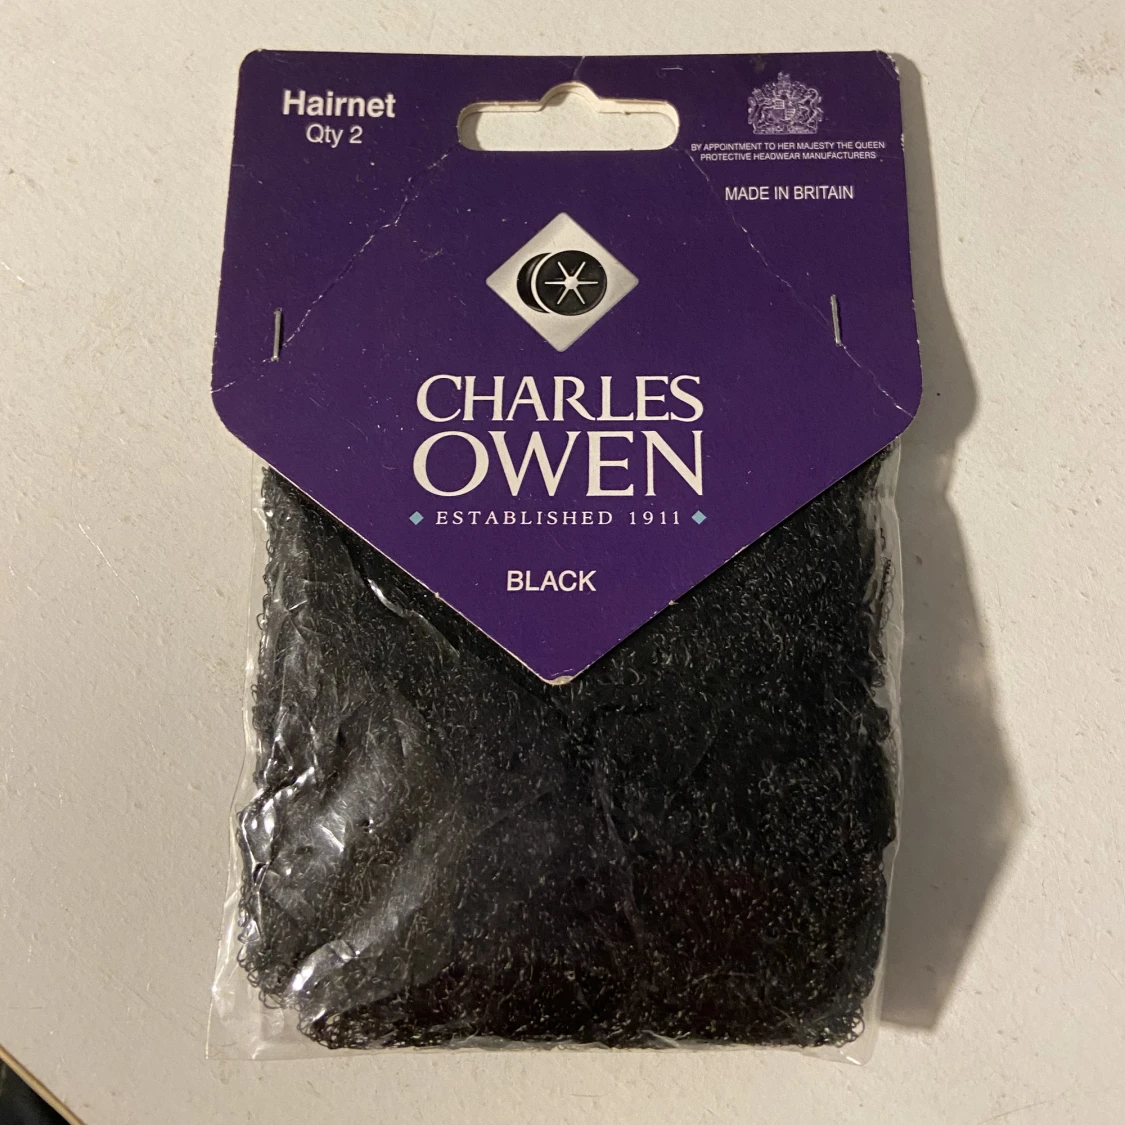 Hairnet
Qty 2
BY APPOINTMENT TO HER MAJESTY THE QUEEN
PROTECTIVE HEADWEAR MANUFACTURERS
MADE IN BRITAIN
CHARLES
OWEN
ESTABLISHED 1911
BLACK